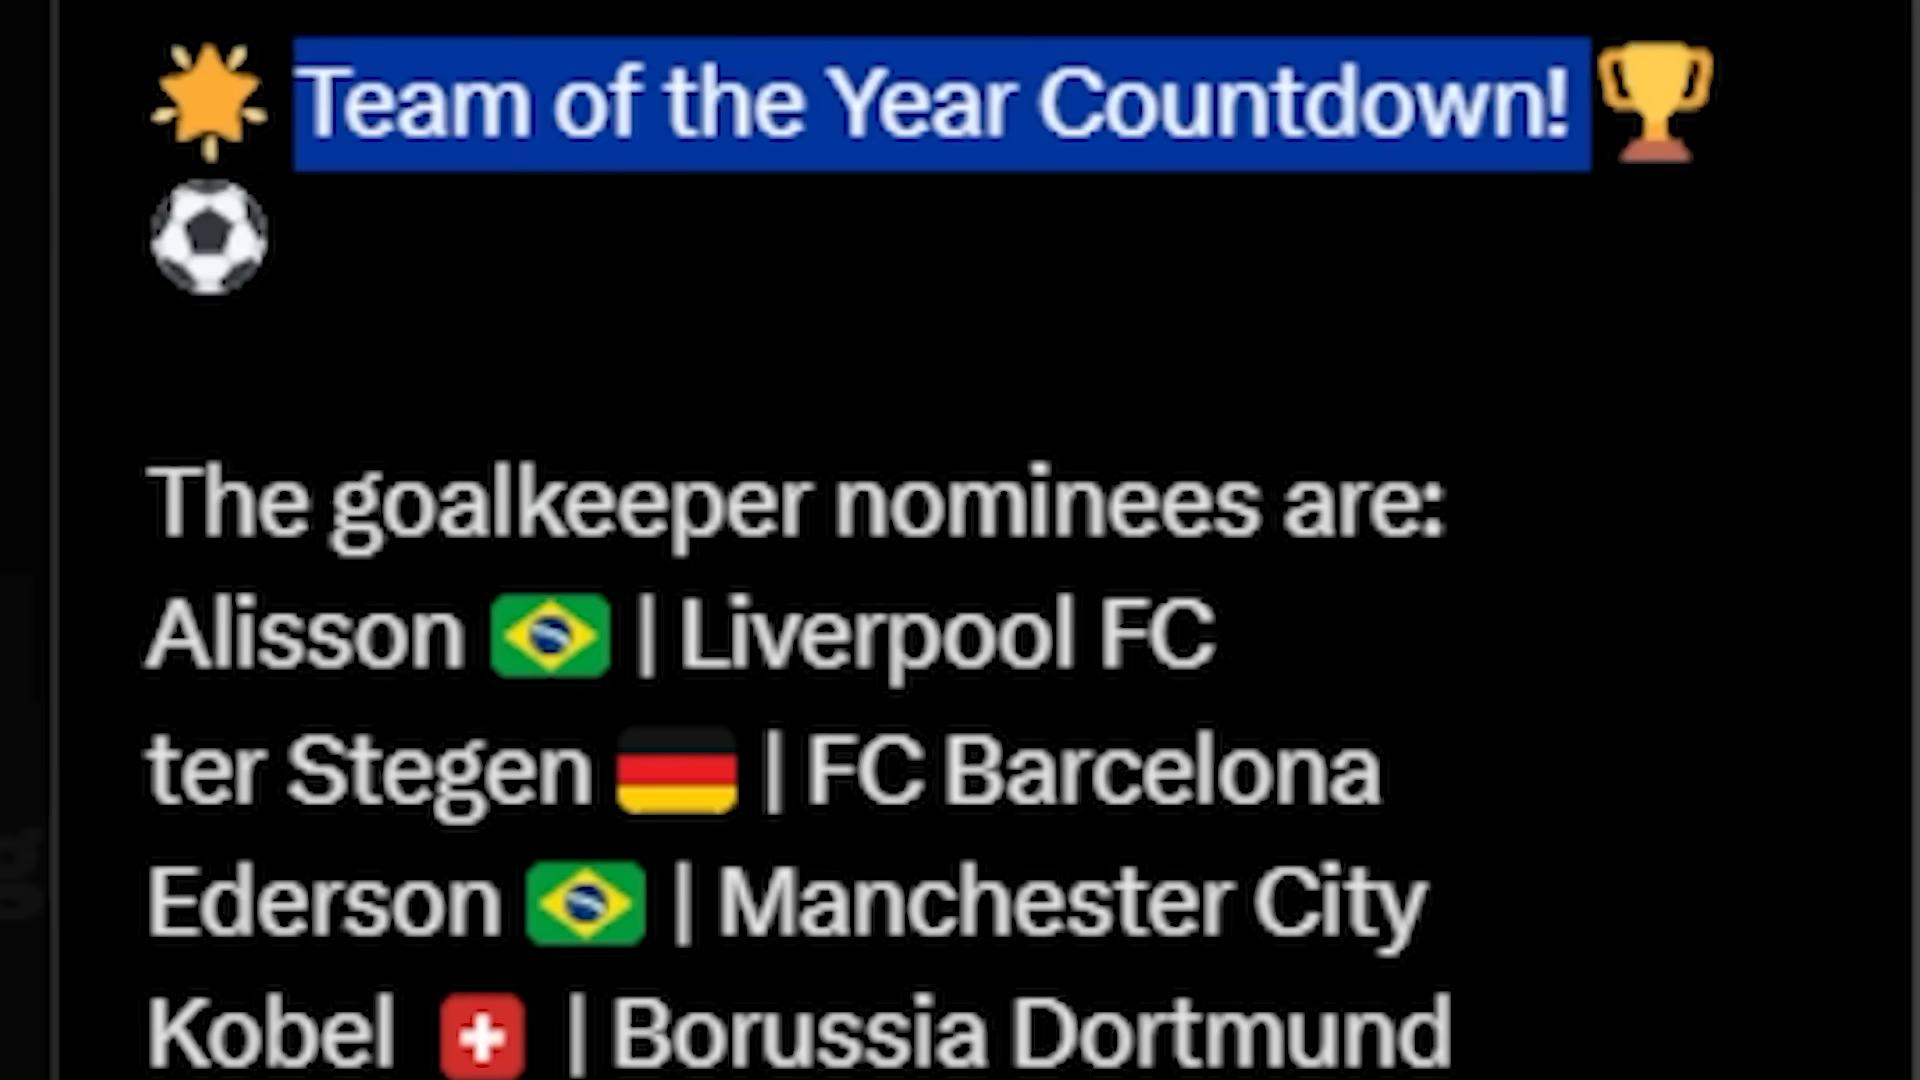 🌟 Team of the Year Countdown! 🏆
⚽
The goalkeeper nominees are:
Alisson 🇧🇷 | Liverpool FC
ter Stegen 🇩🇪 | FC Barcelona
Ederson 🇧🇷 | Manchester City
Kobel 🇨🇭 | Borussia Dortmund